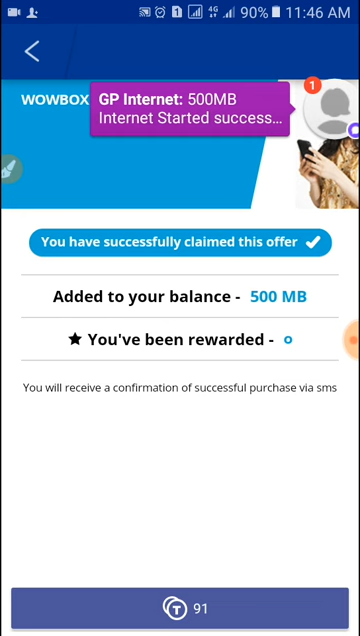 4G 90% 11:46 AM
WOWBOX
GP Internet: 500MB
Internet Started success...
1
You have successfully claimed this offer
Added to your balance - 500 MB
You've been rewarded - 0
You will receive a confirmation of successful purchase via sms
T 91